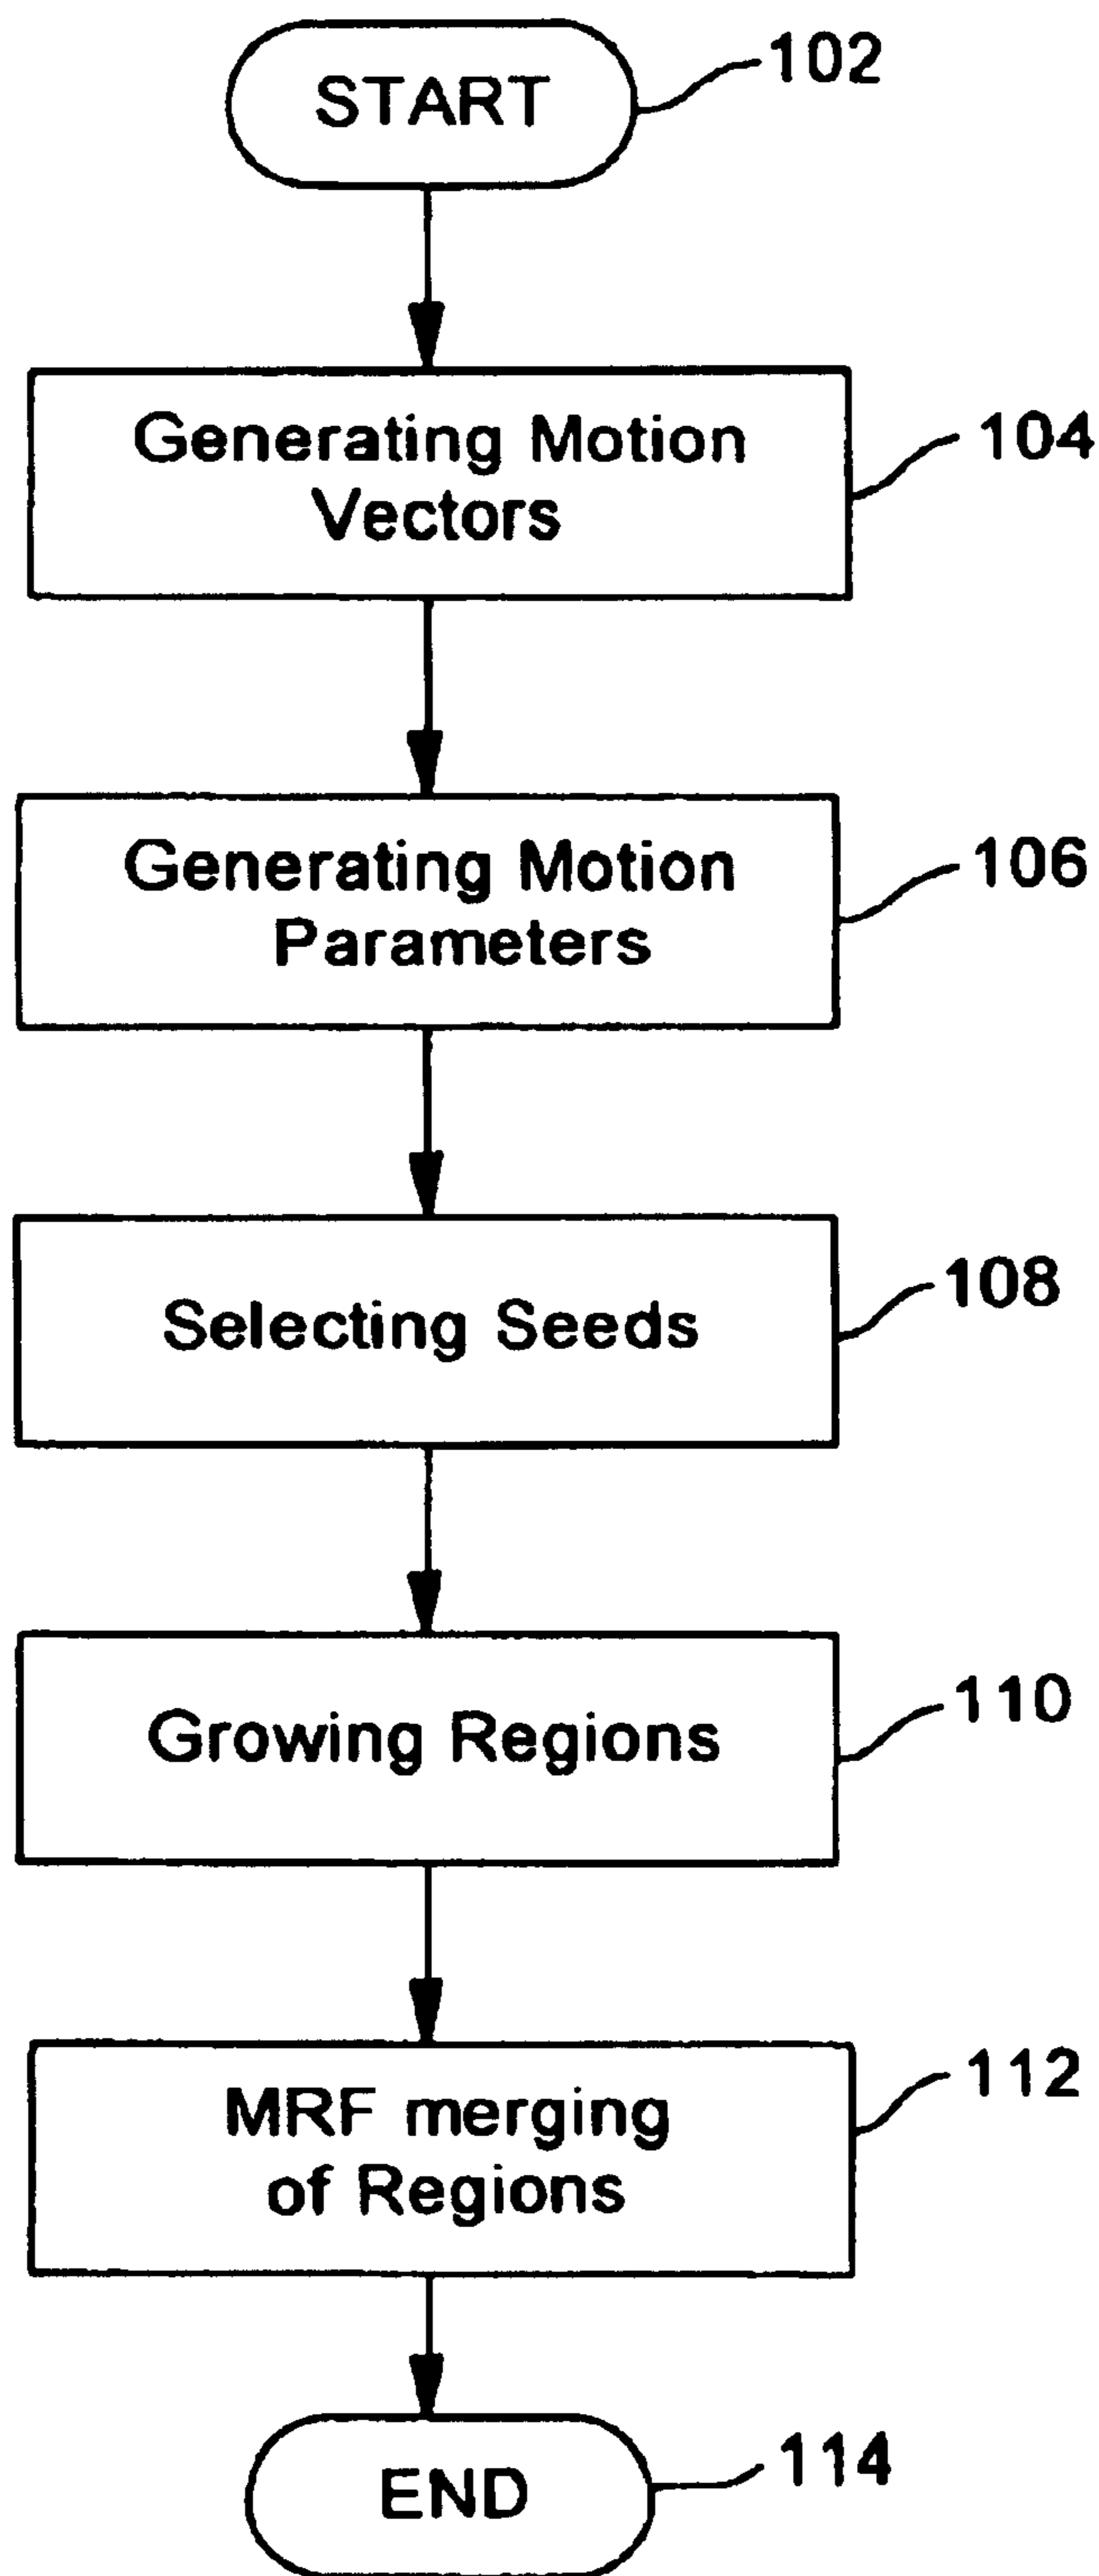 START
102
Generating Motion
Vectors
104
Generating Motion
Parameters
106
Selecting Seeds
108
Growing Regions
110
MRF merging
of Regions
112
END
114